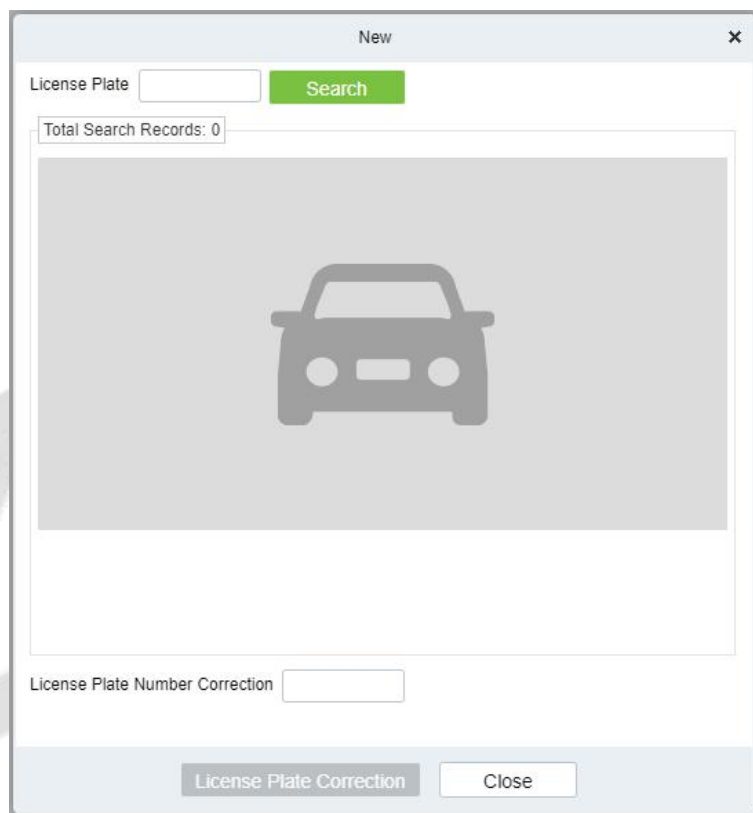 New
License Plate
Search
Total Search Records: 0
License Plate Number Correction
License Plate Correction
Close